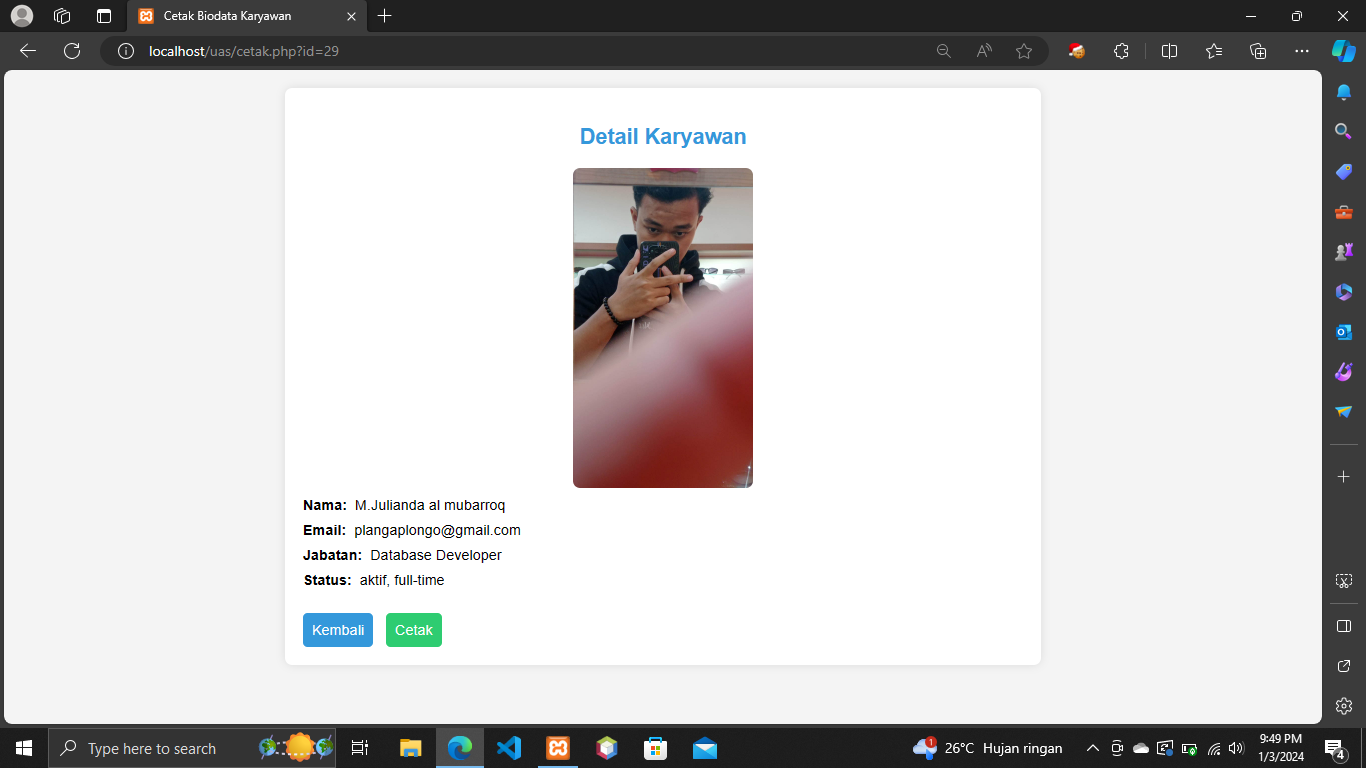 Cetak Biodata Karyawan
localhost/uas/cetak.php?id=29
Detail Karyawan
Nama: M.Julianda al mubarroq
Email: plangaplongo@gmail.com
Jabatan: Database Developer
Status: aktif, full-time
Kembali Cetak
Type here to search
1
26°C Hujan ringan
9:49 PM
1/3/2024
4